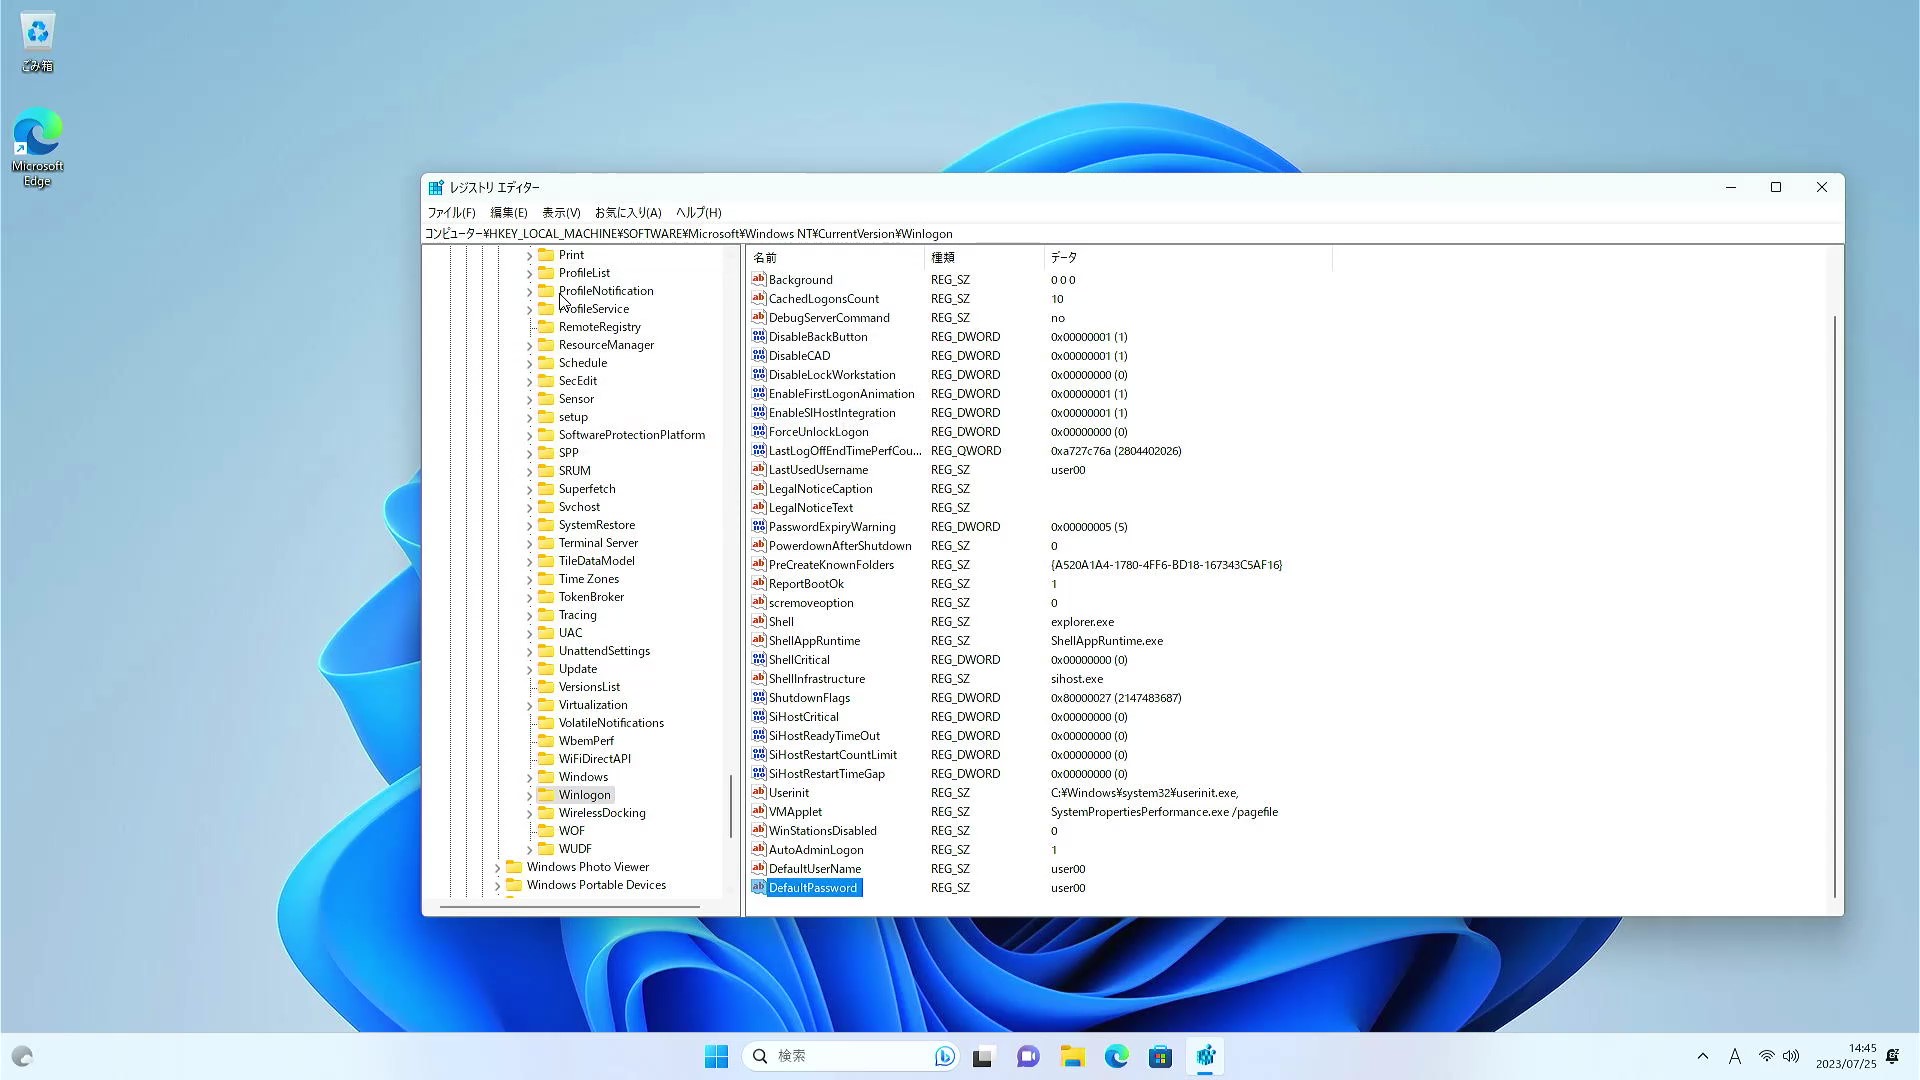 ごみ箱
Microsoft
Edge
レジストリ エディター
ファイル(F) 編集(E) 表示(V) お気に入り(A) ヘルプ(H)
コンピューター¥HKEY_LOCAL_MACHINE¥SOFTWARE¥Microsoft¥Windows NT¥CurrentVersion¥Winlogon
Print
ProfileList
ProfileNotification
ProfileService
RemoteRegistry
ResourceManager
Schedule
SecEdit
Sensor
setup
SoftwareProtectionPlatform
SPP
SRUM
Superfetch
Svchost
SystemRestore
Terminal Server
TileDataModel
Time Zones
TokenBroker
Tracing
UAC
UnattendSettings
Update
VersionsList
Virtualization
VolatileNotifications
WbemPerf
WiFiDirectAPI
Windows
Winlogon
WirelessDocking
WOF
WUDF
Windows Photo Viewer
Windows Portable Devices
名前 種類 データ
Background REG_SZ 0 0 0
CachedLogonsCount REG_SZ 10
DebugServerCommand REG_SZ no
DisableBackButton REG_DWORD 0x00000001 (1)
DisableCAD REG_DWORD 0x00000001 (1)
DisableLockWorkstation REG_DWORD 0x00000000 (0)
EnableFirstLogonAnimation REG_DWORD 0x00000001 (1)
EnableSIHostIntegration REG_DWORD 0x00000001 (1)
ForceUnlockLogon REG_DWORD 0x00000000 (0)
LastLogOffEndTimePerfCou... REG_QWORD 0xa727c76a (2804402026)
LastUsedUsername REG_SZ user00
LegalNoticeCaption REG_SZ
LegalNoticeText REG_SZ
PasswordExpiryWarning REG_DWORD 0x00000005 (5)
PowerdownAfterShutdown REG_SZ 0
PreCreateKnownFolders REG_SZ {A520A1A4-1780-4FF6-BD18-167343C5AF16}
ReportBootOk REG_SZ 1
scremoveoption REG_SZ 0
Shell REG_SZ explorer.exe
ShellAppRuntime REG_SZ ShellAppRuntime.exe
ShellCritical REG_DWORD 0x00000000 (0)
ShellInfrastructure REG_SZ sihost.exe
ShutdownFlags REG_DWORD 0x80000027 (2147483687)
SiHostCritical REG_DWORD 0x00000000 (0)
SiHostReadyTimeOut REG_DWORD 0x00000000 (0)
SiHostRestartCountLimit REG_DWORD 0x00000000 (0)
SiHostRestartTimeGap REG_DWORD 0x00000000 (0)
Userinit REG_SZ C:¥Windows¥system32¥userinit.exe,
VMApplet REG_SZ SystemPropertiesPerformance.exe /pagefile
WinStationsDisabled REG_SZ 0
AutoAdminLogon REG_SZ 1
DefaultUserName REG_SZ user00
DefaultPassword REG_SZ user00
検索
A
14:45
2023/07/25